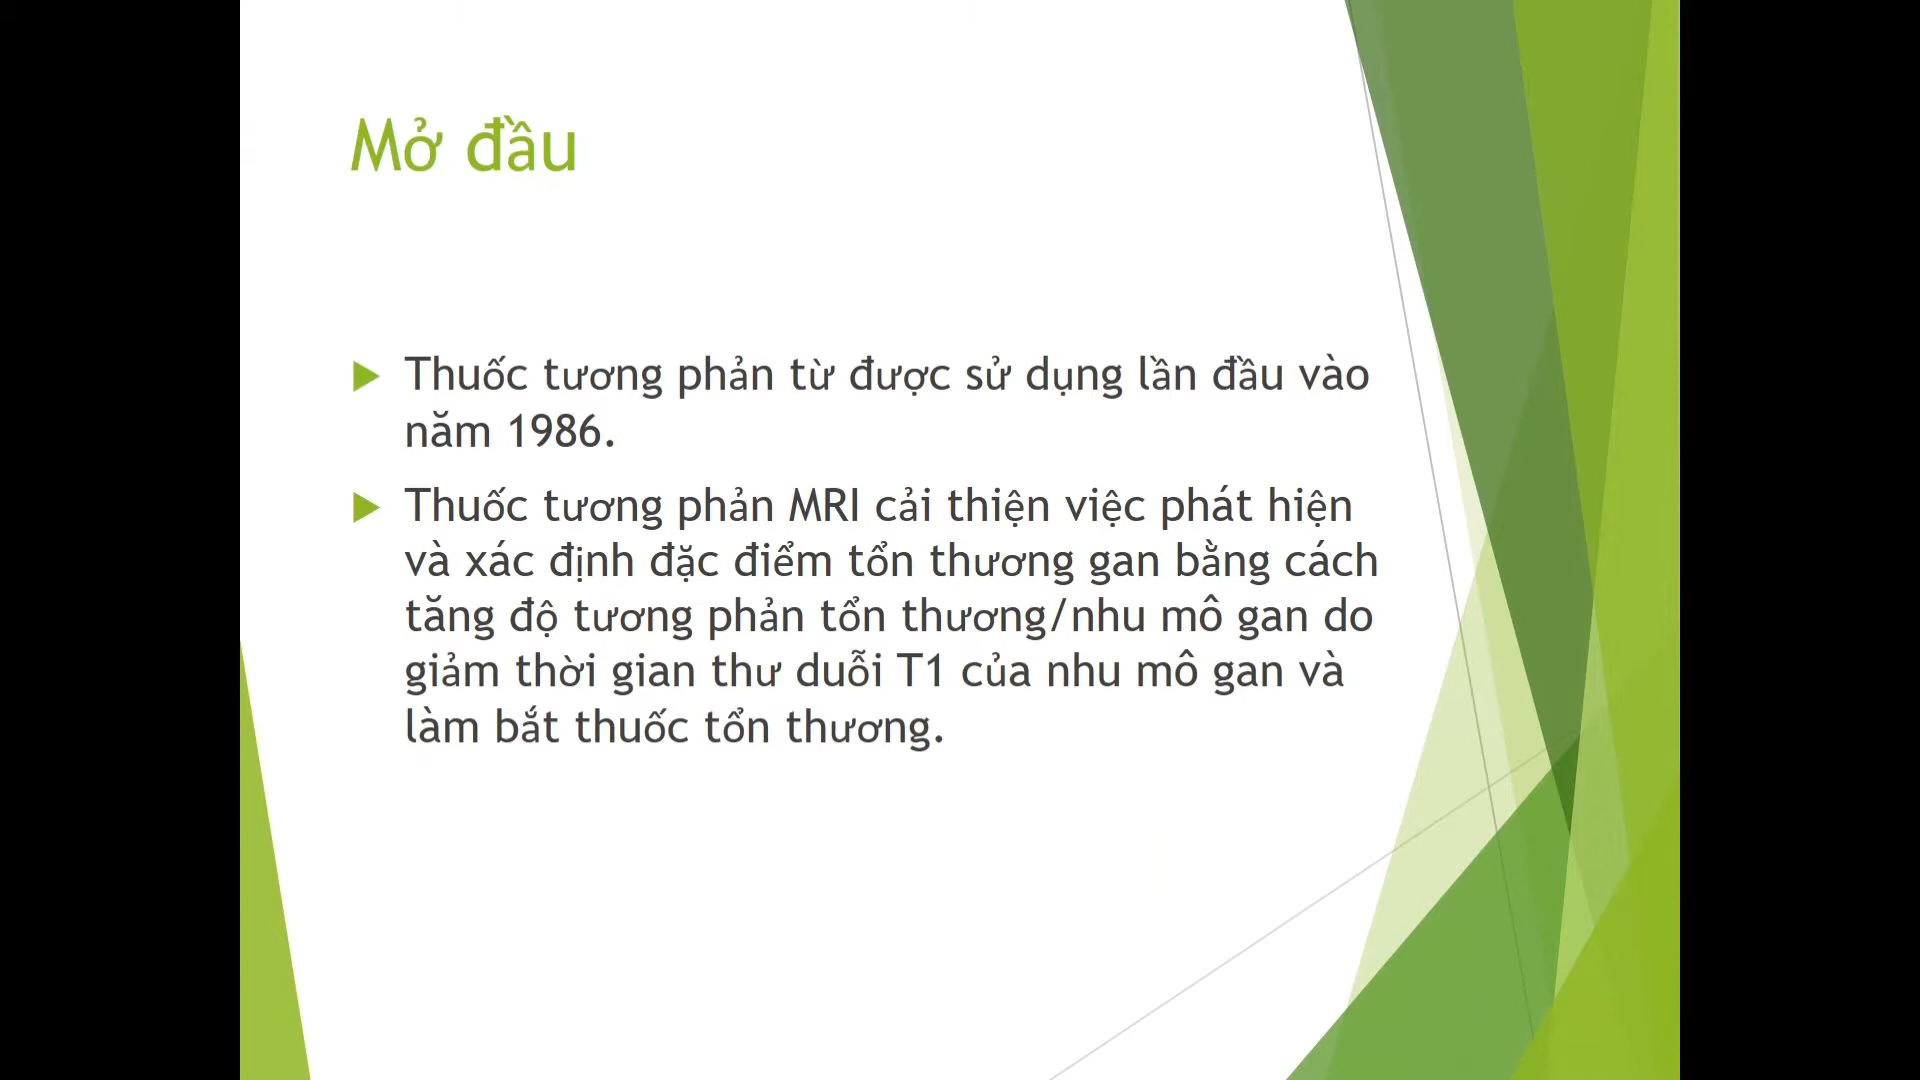 Mở đầu
Thuốc tương phản từ được sử dụng lần đầu vào
năm 1986.
Thuốc tương phản MRI cải thiện việc phát hiện
và xác định đặc điểm tổn thương gan bằng cách
tăng độ tương phản tổn thương/nhu mô gan do
giảm thời gian thư duỗi T1 của nhu mô gan và
làm bắt thuốc tổn thương.